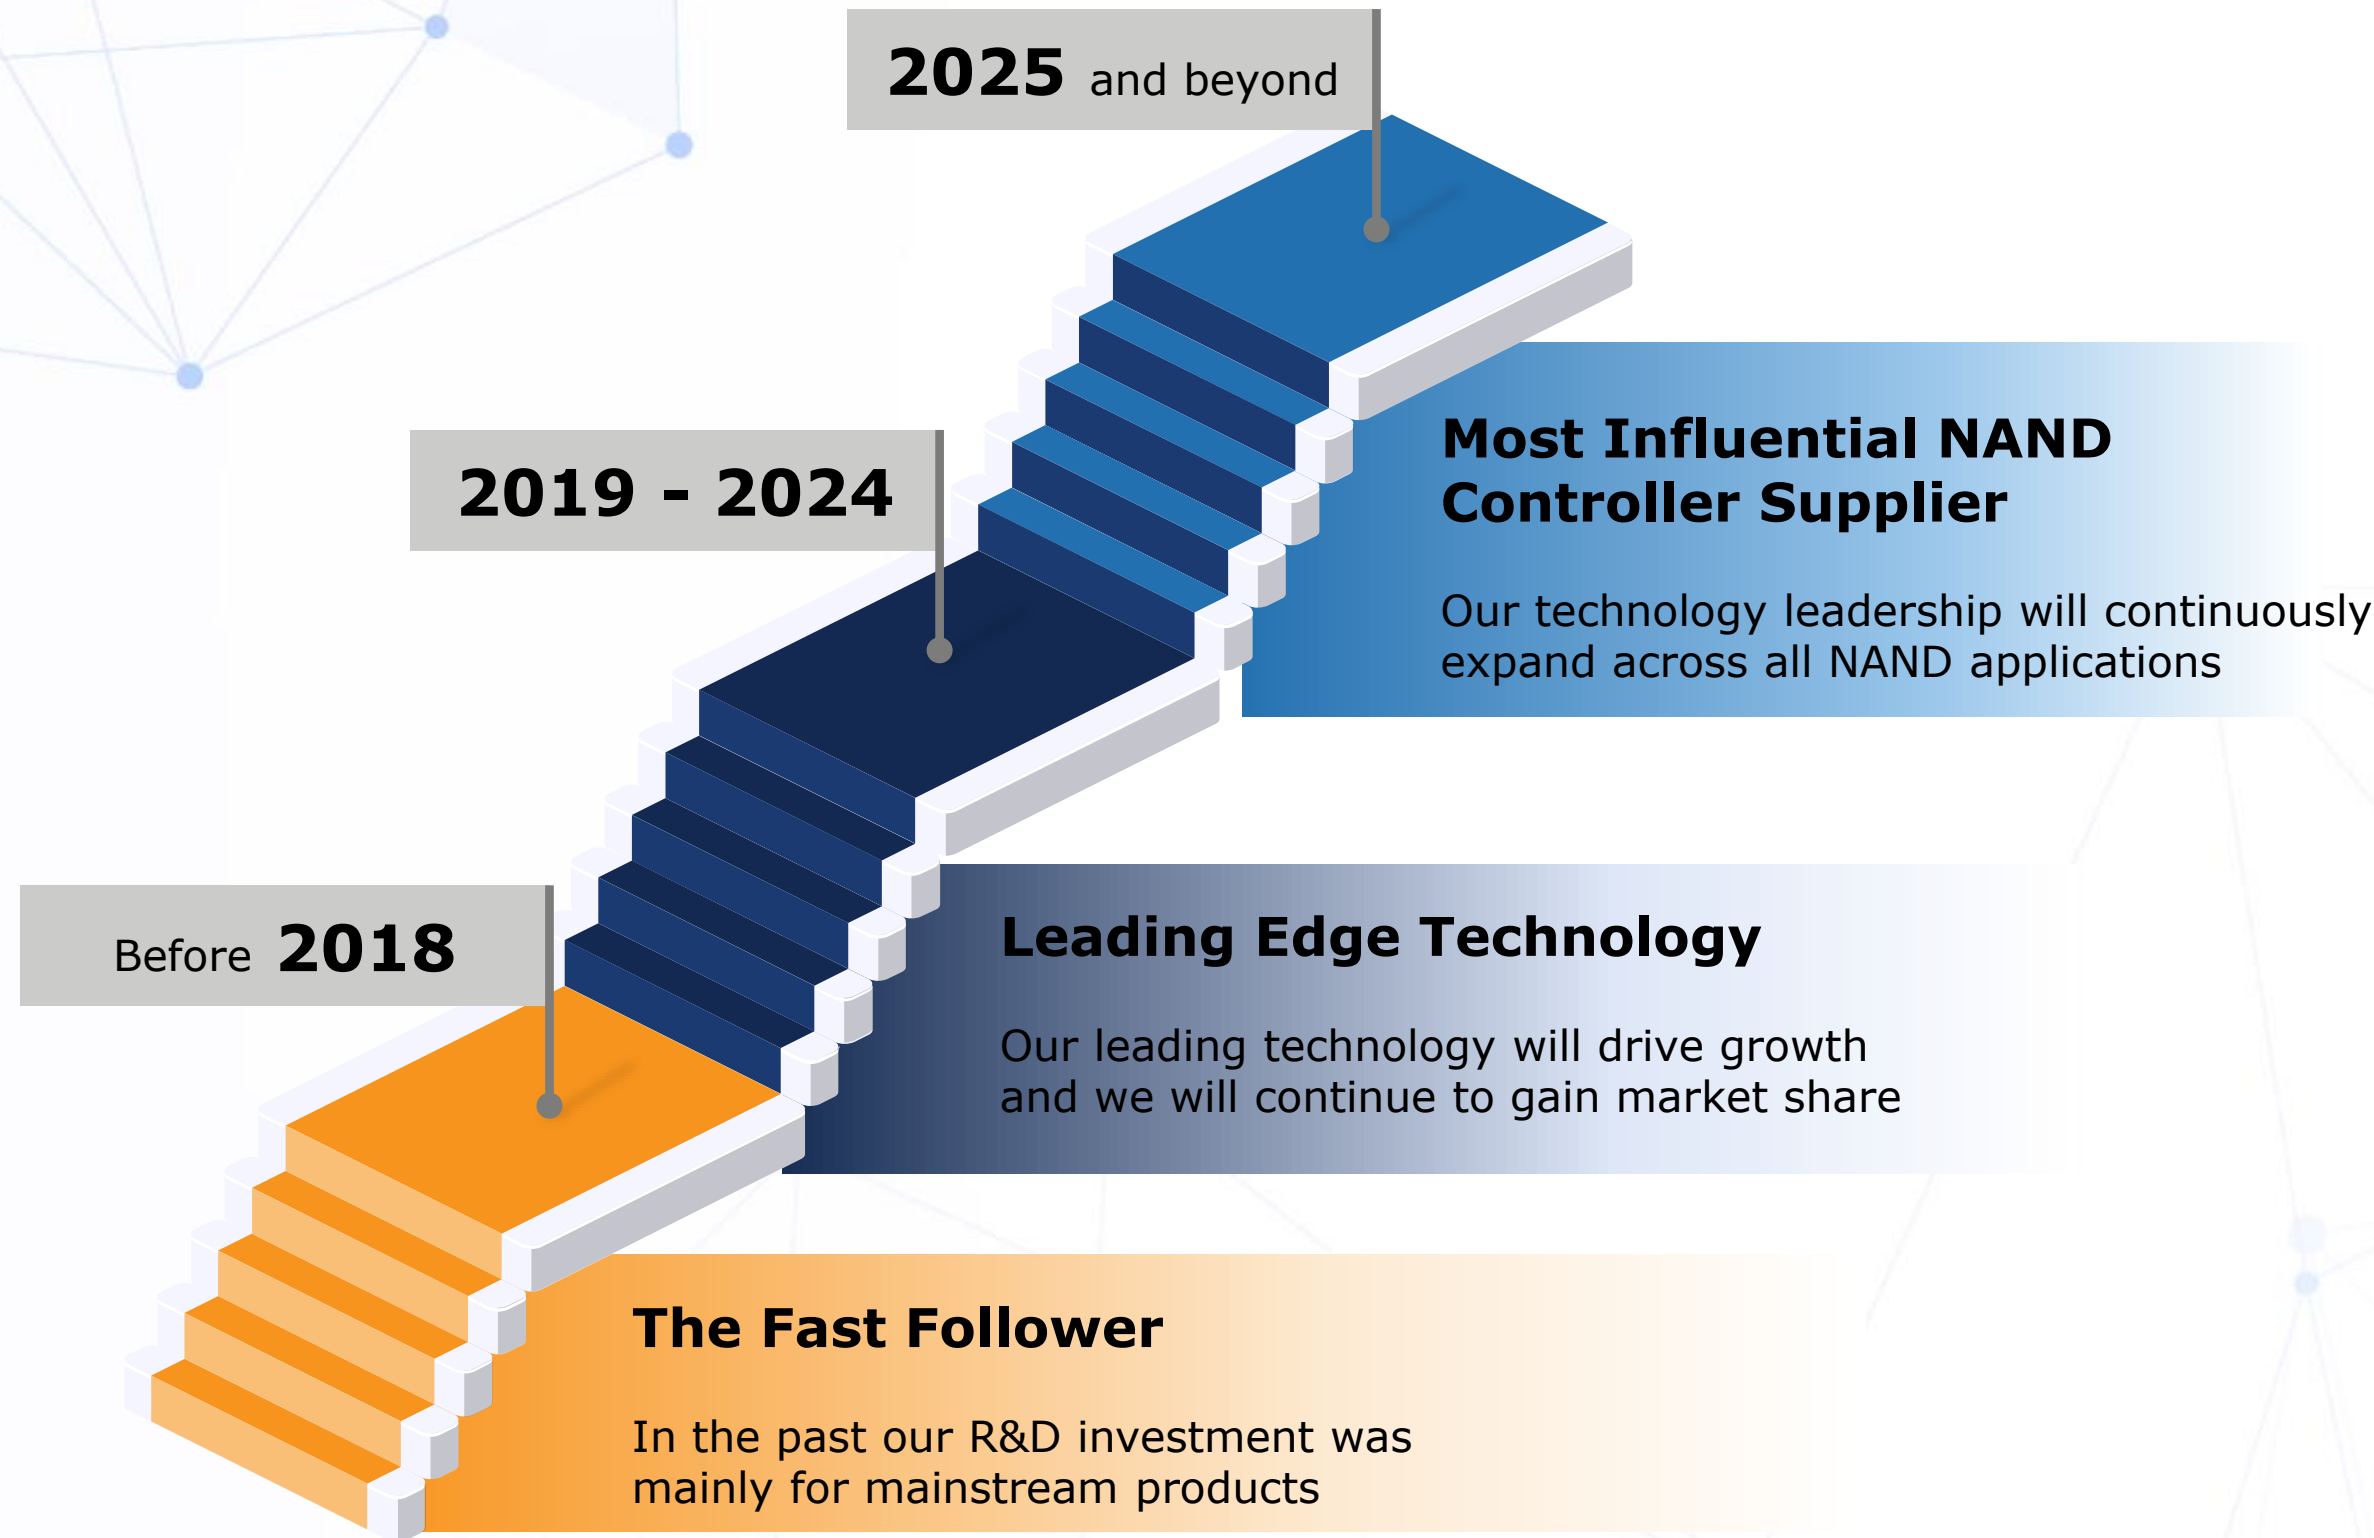 2025 and beyond
Most Influential NAND
Controller Supplier
Our technology leadership will continuously
expand across all NAND applications
2019 - 2024
Leading Edge Technology
Our leading technology will drive growth
and we will continue to gain market share
Before 2018
The Fast Follower
In the past our R&D investment was
mainly for mainstream products